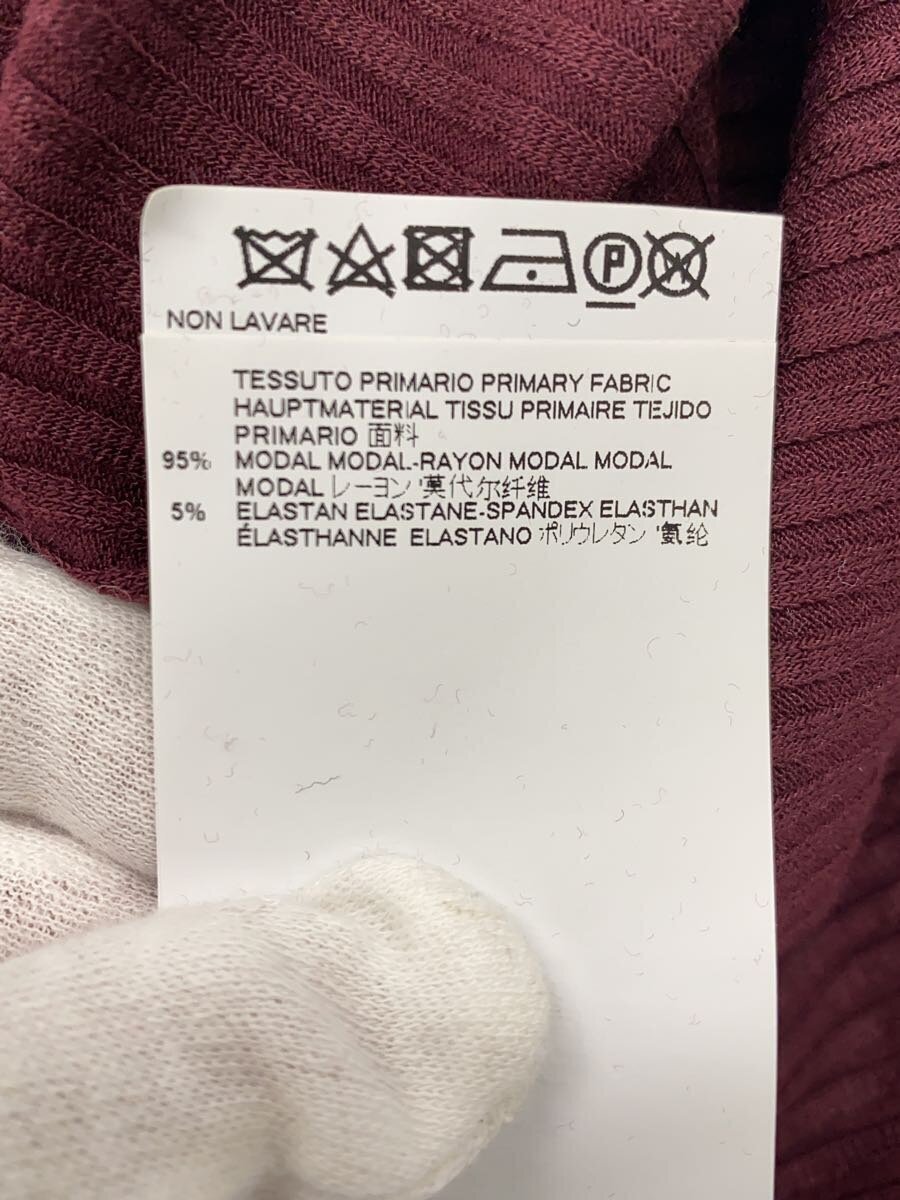 P W
NON LAVARE
TESSUTO PRIMARIO PRIMARY FABRIC
HAUPTMATERIAL TISSU PRIMAIRE TEJIDO
PRIMARIO 面料
95% MODAL MODAL-RAYON MODAL MODAL
MODAL レーヨン '莫代尔纤维
5% ELASTAN ELASTANE-SPANDEX ELASTHAN
ÉLASTHANNE ELASTANO ポリウレタン '氨纶